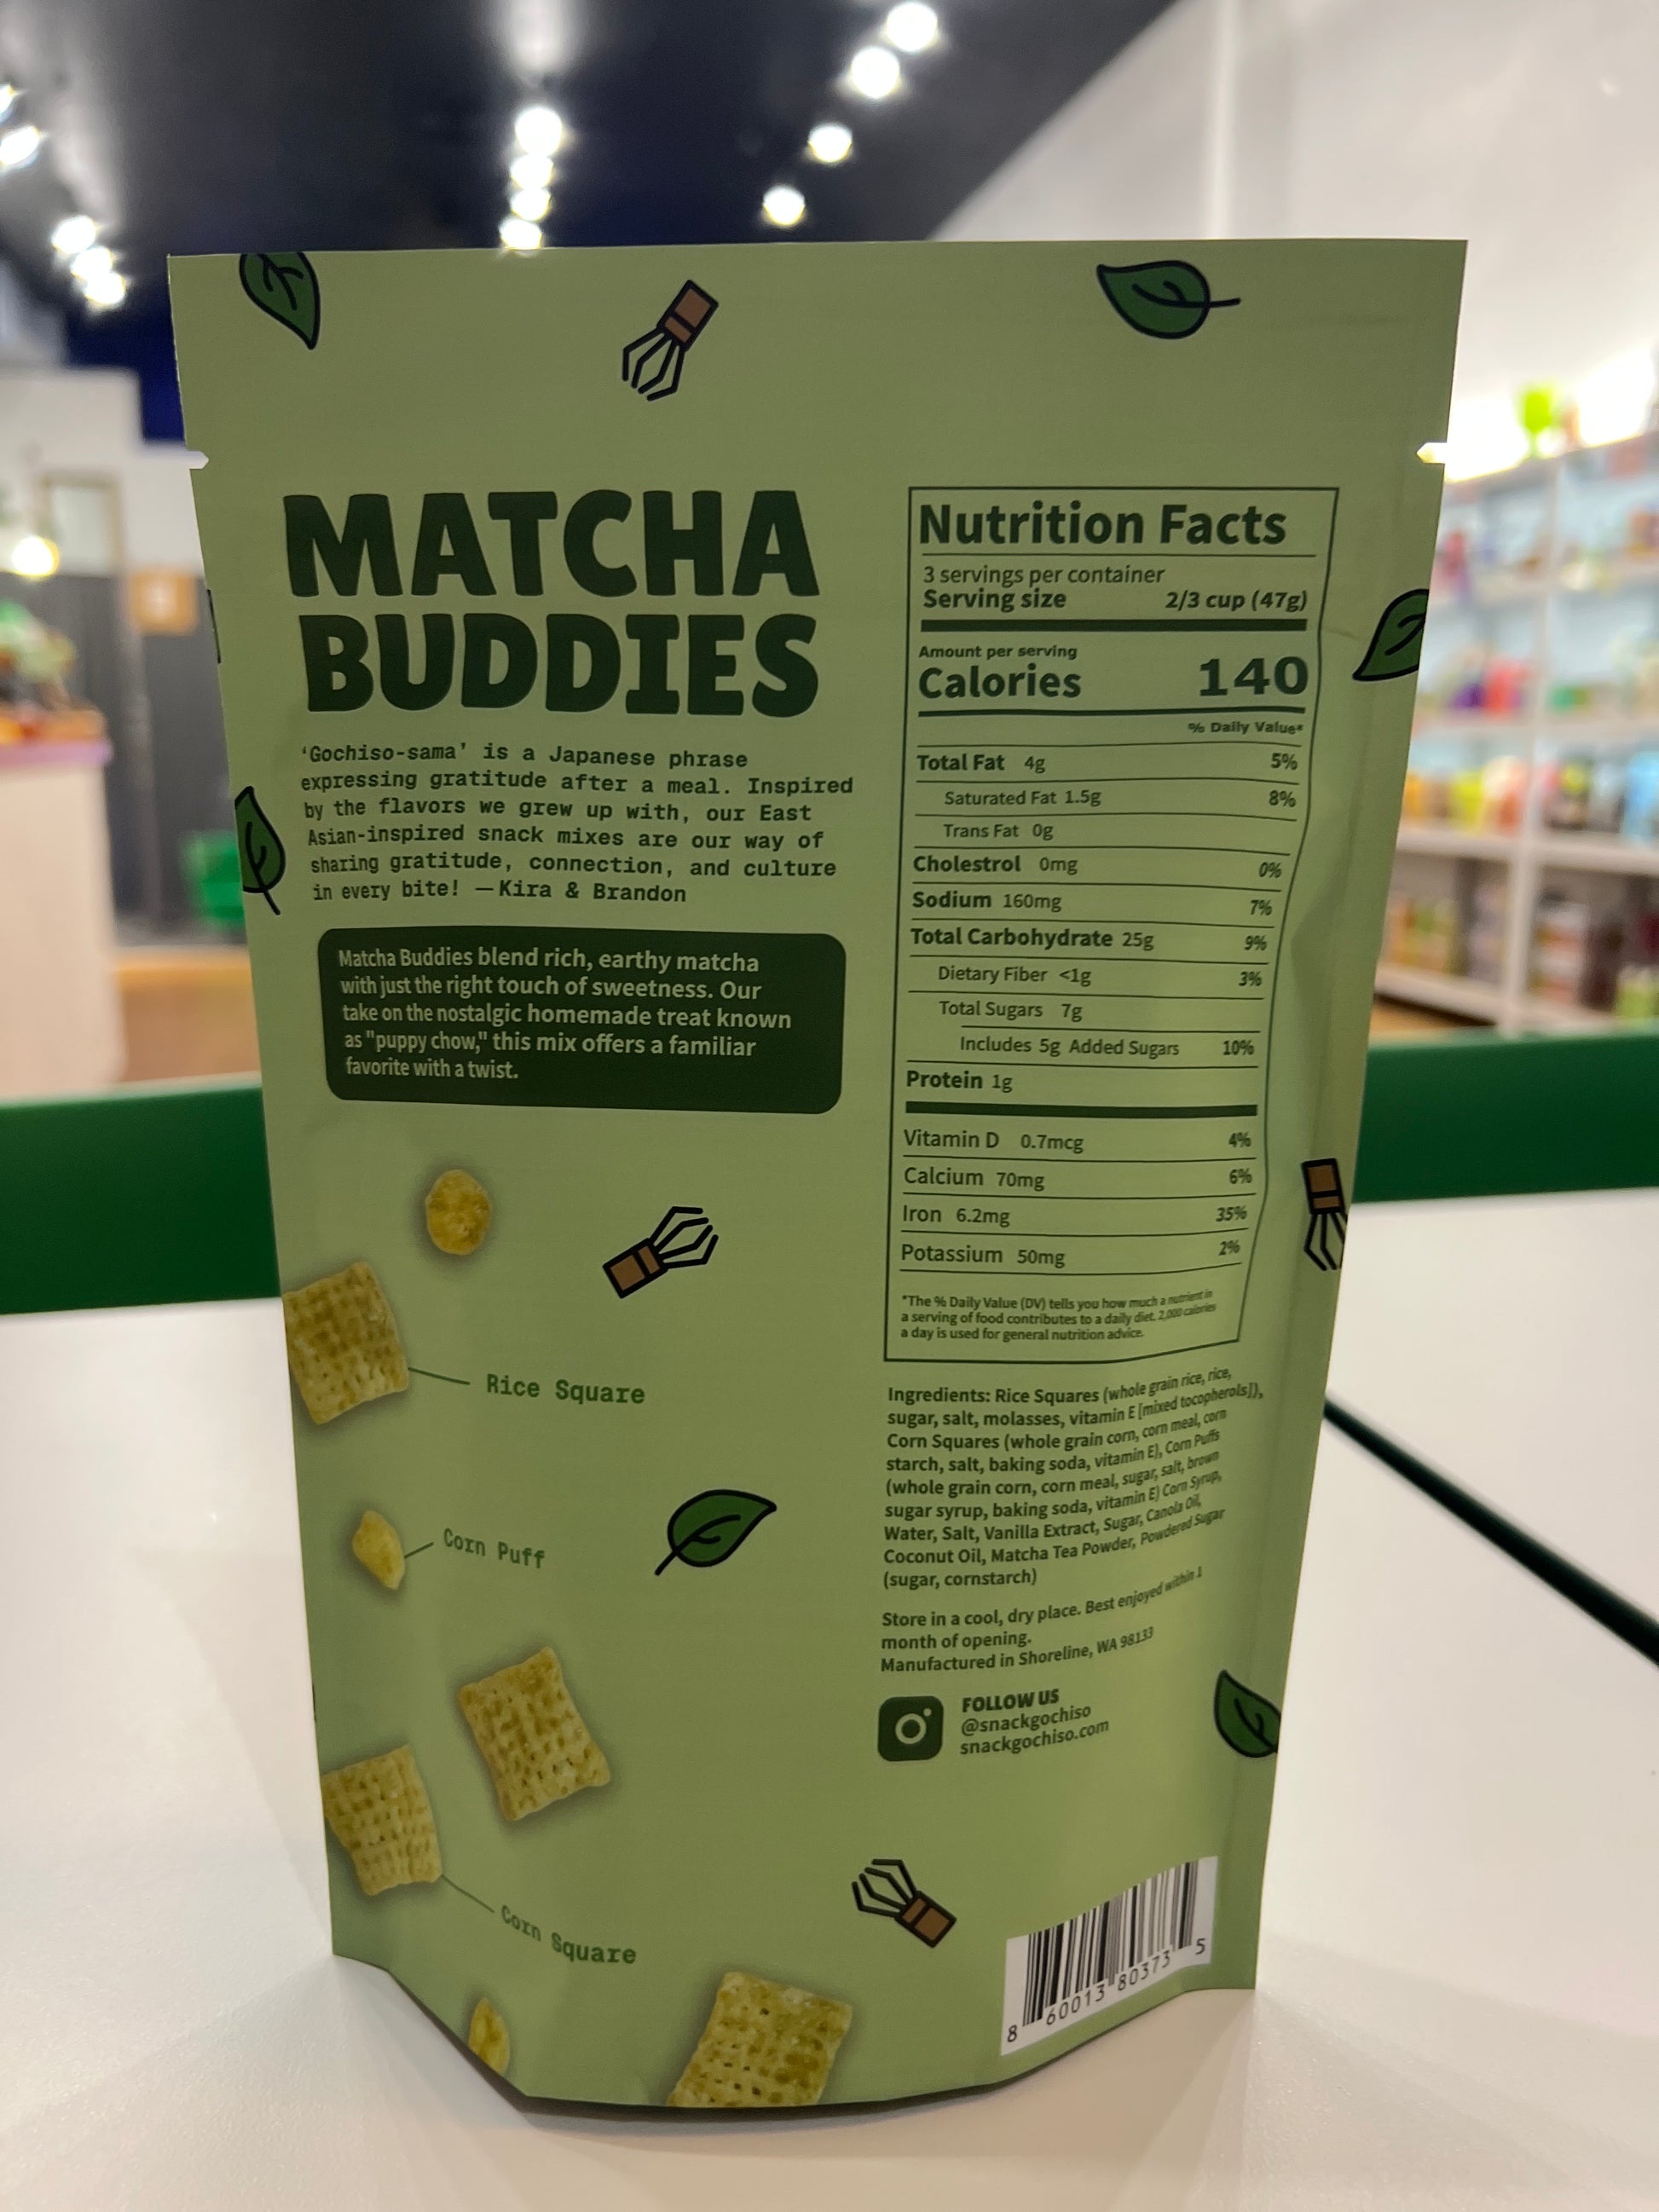 MATCHA
BUDDIES
‘Gochiso-sama’ is a Japanese phrase
expressing gratitude after a meal. Inspired
by the flavors we grew up with, our East
Asian-inspired snack mixes are our way of
sharing gratitude, connection, and culture
in every bite! —Kira & Brandon
Matcha Buddies blend rich, earthy matcha
with just the right touch of sweetness. Our
take on the nostalgic homemade treat known
as "puppy chow," this mix offers a familiar
favorite with a twist.
Rice Square
Corn Puff
Corn Square
Nutrition Facts
3 servings per container
Serving size 2/3 cup (47g)
Amount per serving
Calories 140
% Daily Value*
Total Fat 4g 5%
Saturated Fat 1.5g 8%
Trans Fat 0g
Cholestrol 0mg 0%
Sodium 160mg 7%
Total Carbohydrate 25g 9%
Dietary Fiber <1g 3%
Total Sugars 7g
Includes 5g Added Sugars 10%
Protein 1g
Vitamin D 0.7mcg 4%
Calcium 70mg 6%
Iron 6.2mg 35%
Potassium 50mg 2%
*The % Daily Value (DV) tells you how much a nutrient in
a serving of food contributes to a daily diet. 2,000 calories
a day is used for general nutrition advice.
Ingredients: Rice Squares (whole grain rice, rice,
sugar, salt, molasses, vitamin E [mixed tocopherols]),
Corn Squares (whole grain corn, corn meal, corn
starch, salt, baking soda, vitamin E), Corn Puffs
(whole grain corn, corn meal, sugar, salt, brown
sugar syrup, baking soda, vitamin E) Corn Syrup,
Water, Salt, Vanilla Extract, Sugar, Canola Oil,
Coconut Oil, Matcha Tea Powder, Powdered Sugar
(sugar, cornstarch)
Store in a cool, dry place. Best enjoyed within 1
month of opening.
Manufactured in Shoreline, WA 98133
FOLLOW US
@snackgochiso
snackgochiso.com
8 60013 80373 5